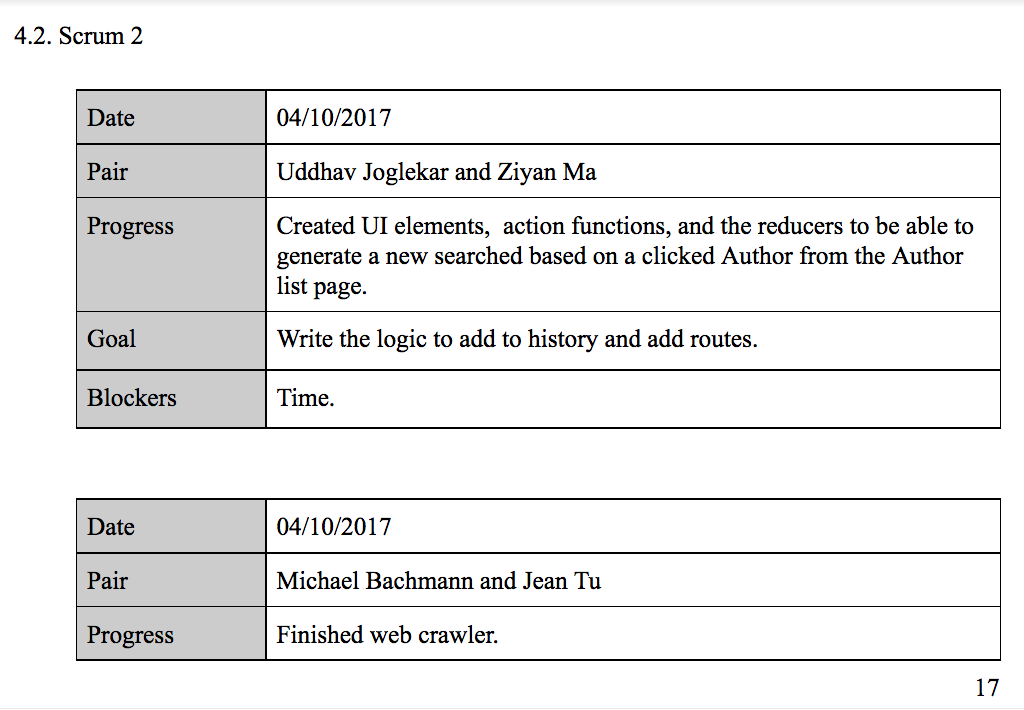 4.2. Scrum 2
Date 04/10/2017
Pair Uddhav Joglekar and Ziyan Ma
Progress Created UI elements,  action functions, and the reducers to be able to
generate a new searched based on a clicked Author from the Author
list page.
Goal Write the logic to add to history and add routes.
Blockers Time.
Date 04/10/2017
Pair Michael Bachmann and Jean Tu
Progress Finished web crawler.
17